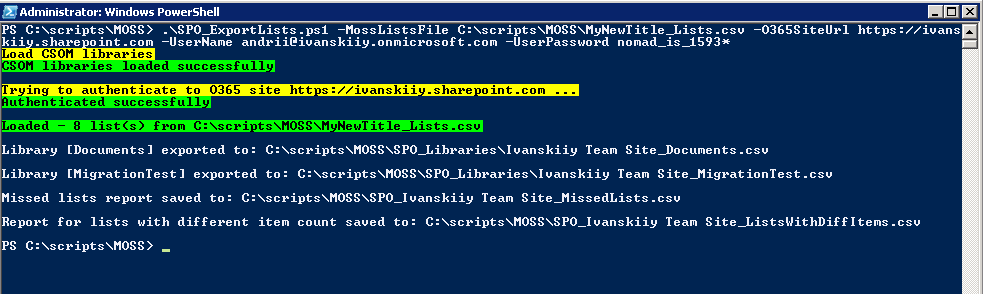 Administrator: Windows PowerShell
PS C:\scripts\MOSS> .\SPO_ExportLists.ps1 -MossListsFile C:\scripts\MOSS\MyNewTitle_Lists.csv -O365SiteUrl https://ivans
kiiy.sharepoint.com -UserName andrii@ivanskiiy.onmicrosoft.com -UserPassword nomad_is_1593*
Load CSOM libraries
CSOM libraries loaded successfully
Trying to authenticate to O365 site https://ivanskiiy.sharepoint.com ...
Authenticated successfully
Loaded - 8 list(s) from C:\scripts\MOSS\MyNewTitle_Lists.csv
Library [Documents] exported to: C:\scripts\MOSS\SPO_Libraries\Ivanskiiy Team Site_Documents.csv
Library [MigrationTest] exported to: C:\scripts\MOSS\SPO_Libraries\Ivanskiiy Team Site_MigrationTest.csv
Missed lists report saved to: C:\scripts\MOSS\SPO_Ivanskiiy Team Site_MissedLists.csv
Report for lists with different item count saved to: C:\scripts\MOSS\SPO_Ivanskiiy Team Site_ListsWithDiffItems.csv
PS C:\scripts\MOSS> _